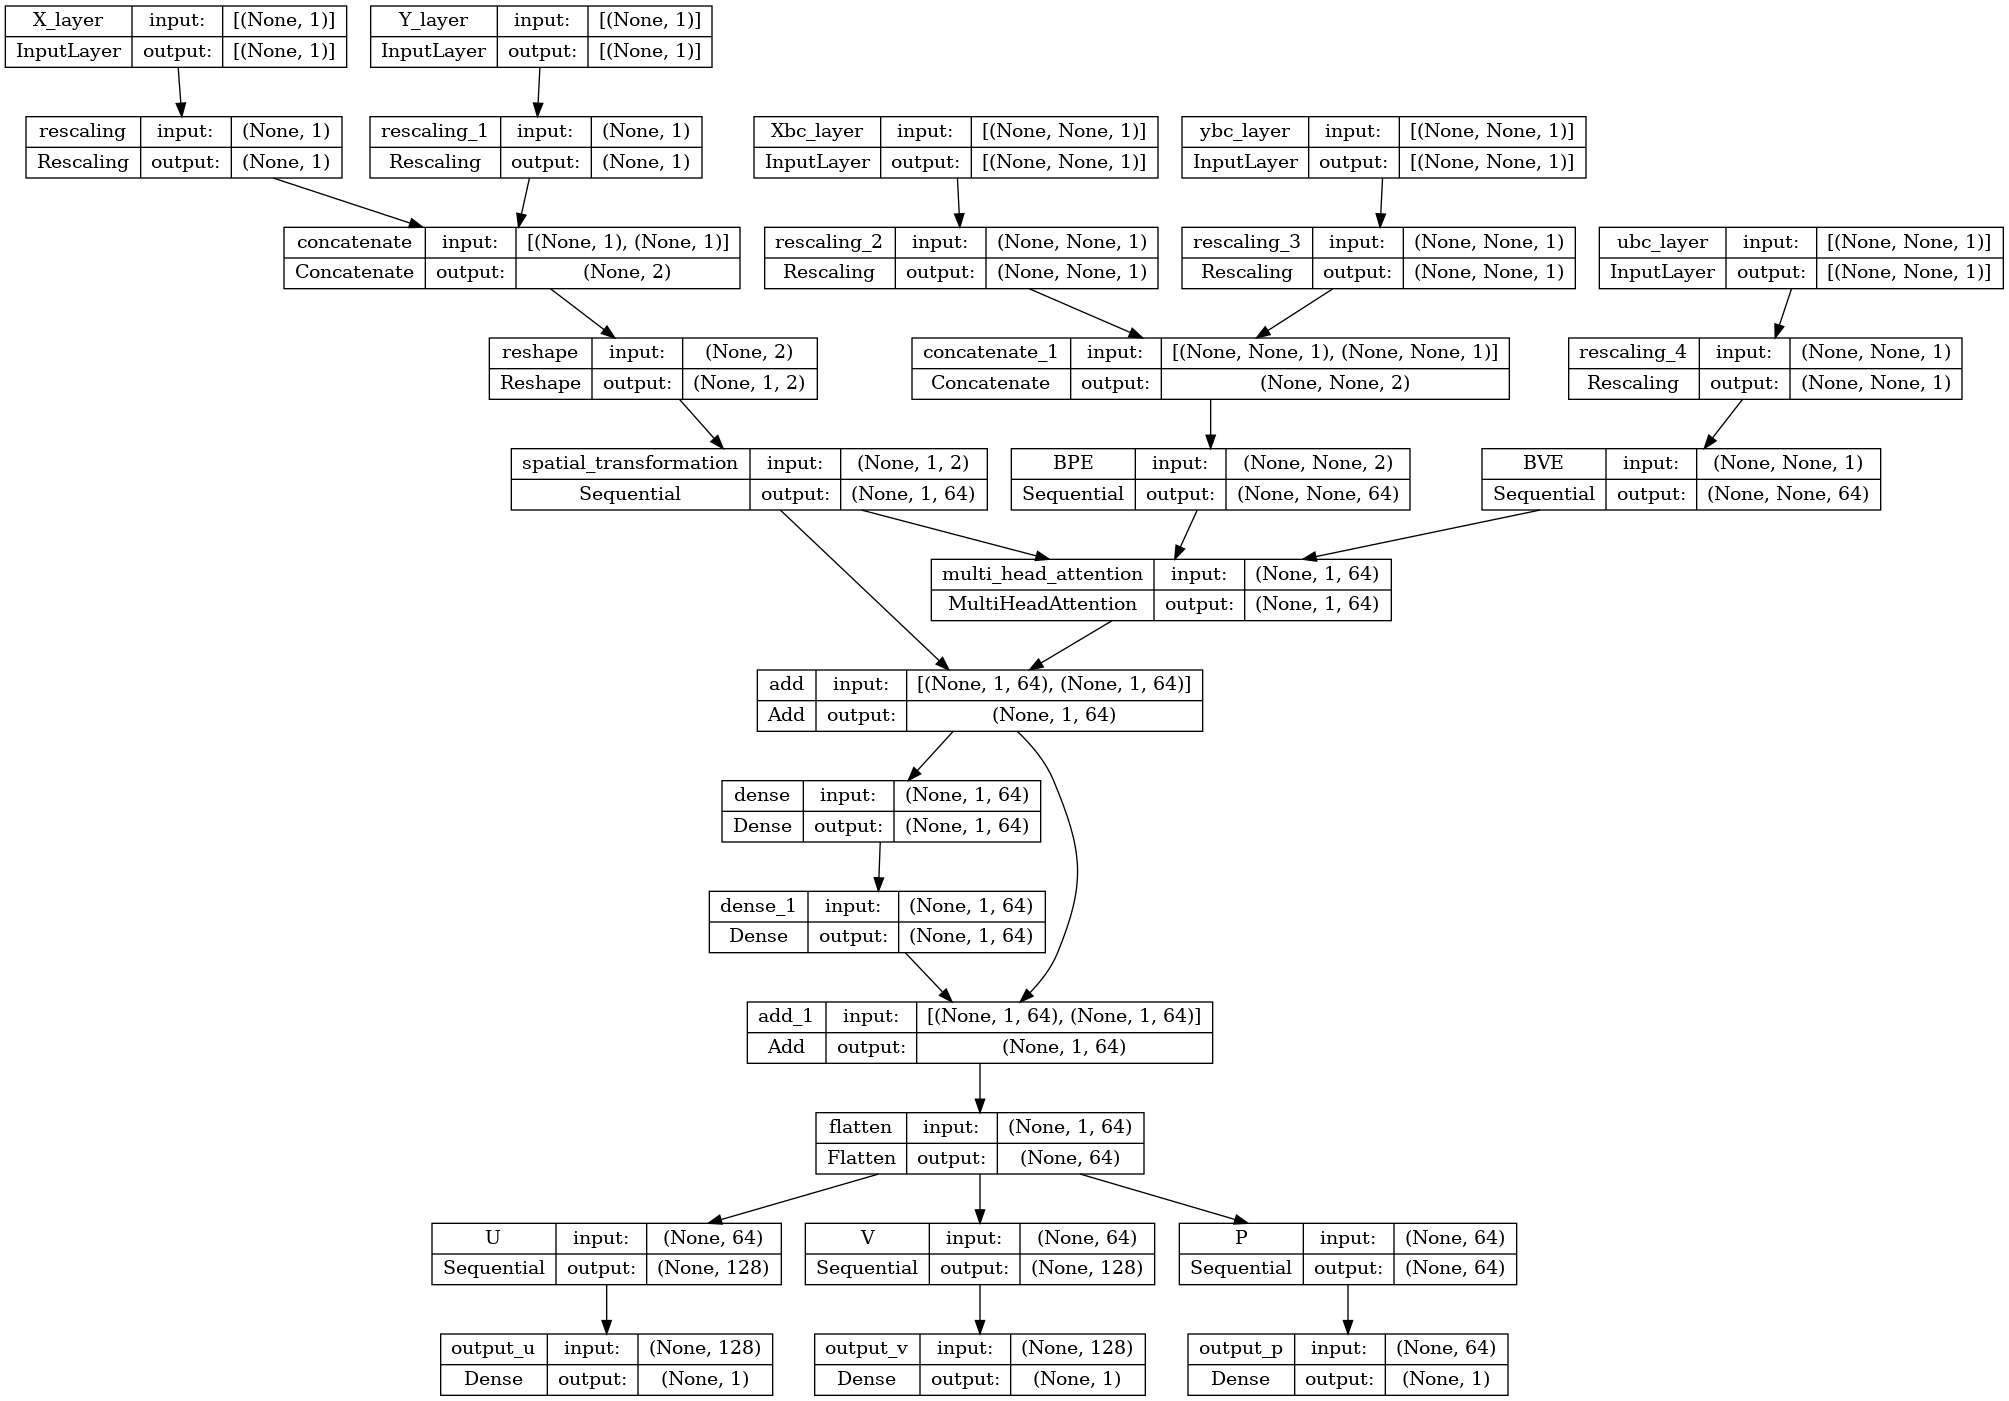 X_layer input: [(None, 1)]
InputLayer output: [(None, 1)]
Y_layer input: [(None, 1)]
InputLayer output: [(None, 1)]
rescaling input: (None, 1)
Rescaling output: (None, 1)
rescaling_1 input: (None, 1)
Rescaling output: (None, 1)
Xbc_layer input: [(None, None, 1)]
InputLayer output: [(None, None, 1)]
ybc_layer input: [(None, None, 1)]
InputLayer output: [(None, None, 1)]
concatenate input: [(None, 1), (None, 1)]
Concatenate output: (None, 2)
rescaling_2 input: (None, None, 1)
Rescaling output: (None, None, 1)
rescaling_3 input: (None, None, 1)
Rescaling output: (None, None, 1)
ubc_layer input: [(None, None, 1)]
InputLayer output: [(None, None, 1)]
reshape input: (None, 2)
Reshape output: (None, 1, 2)
concatenate_1 input: [(None, None, 1), (None, None, 1)]
Concatenate output: (None, None, 2)
rescaling_4 input: (None, None, 1)
Rescaling output: (None, None, 1)
spatial_transformation input: (None, 1, 2)
Sequential output: (None, 1, 64)
BPE input: (None, None, 2)
Sequential output: (None, None, 64)
BVE input: (None, None, 1)
Sequential output: (None, None, 64)
multi_head_attention input: (None, 1, 64)
MultiHeadAttention output: (None, 1, 64)
add input: [(None, 1, 64), (None, 1, 64)]
Add output: (None, 1, 64)
dense input: (None, 1, 64)
Dense output: (None, 1, 64)
dense_1 input: (None, 1, 64)
Dense output: (None, 1, 64)
add_1 input: [(None, 1, 64), (None, 1, 64)]
Add output: (None, 1, 64)
flatten input: (None, 1, 64)
Flatten output: (None, 64)
U input: (None, 64)
Sequential output: (None, 128)
V input: (None, 64)
Sequential output: (None, 128)
P input: (None, 64)
Sequential output: (None, 64)
output_u input: (None, 128)
Dense output: (None, 1)
output_v input: (None, 128)
Dense output: (None, 1)
output_p input: (None, 64)
Dense output: (None, 1)